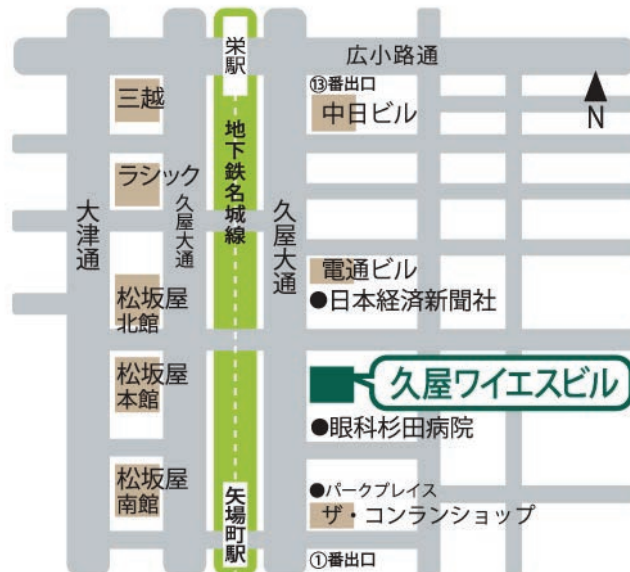 栄駅
広小路通
三越
⑬番出口
中日ビル
N
ラシック
地下鉄名城線
大津通
久屋大通
久屋大通
電通ビル
●日本経済新聞社
松坂屋
北館
松坂屋
本館
久屋ワイエスビル
●眼科杉田病院
松坂屋
南館
矢場町駅
●パークプレイス
ザ・コンランショップ
①番出口